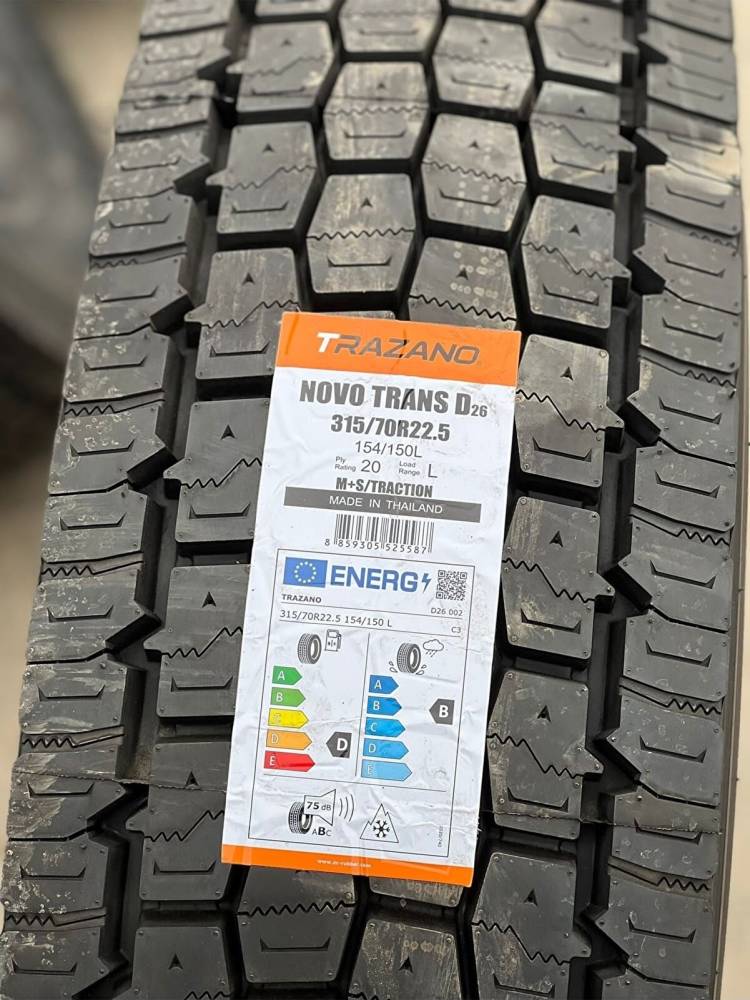 TRAZANO
NOVO TRANS D26
315/70R22.5
154/150L
Ply Rating 20 Load Range L
M+S/TRACTION
MADE IN THAILAND
8 859305 525587
ENERG
TRAZANO D26 002
315/70R22.5 154/150 L C3
A A
B B B
C C
D D D
E E
75 dB
ABC